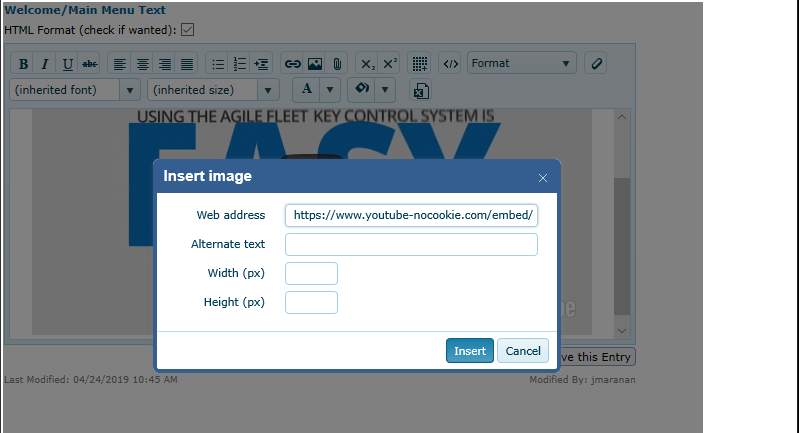 Welcome/Main Menu Text
HTML Format (check if wanted):
B I U abc X₂ X² </> Format
(inherited font) (inherited size) A
USING THE AGILE FLEET KEY CONTROL SYSTEM IS
EASY
Insert image
Web address https://www.youtube-nocookie.com/embed/
Alternate text
Width (px)
Height (px)
Insert Cancel
this Entry
Last Modified: 04/24/2019 10:45 AM Modified By: jmaranan